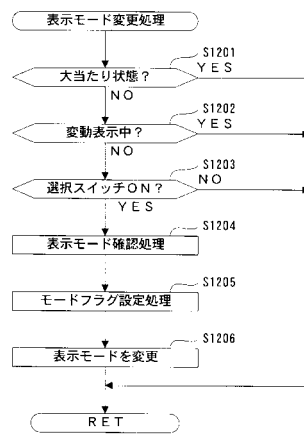 表示モード変更処理
S1201
大当たり状態?
YES
NO
S1202
変動表示中?
YES
NO
S1203
選択スイッチON?
NO
YES
S1204
表示モード確認処理
S1205
モードフラグ設定処理
S1206
表示モードを変更
RET